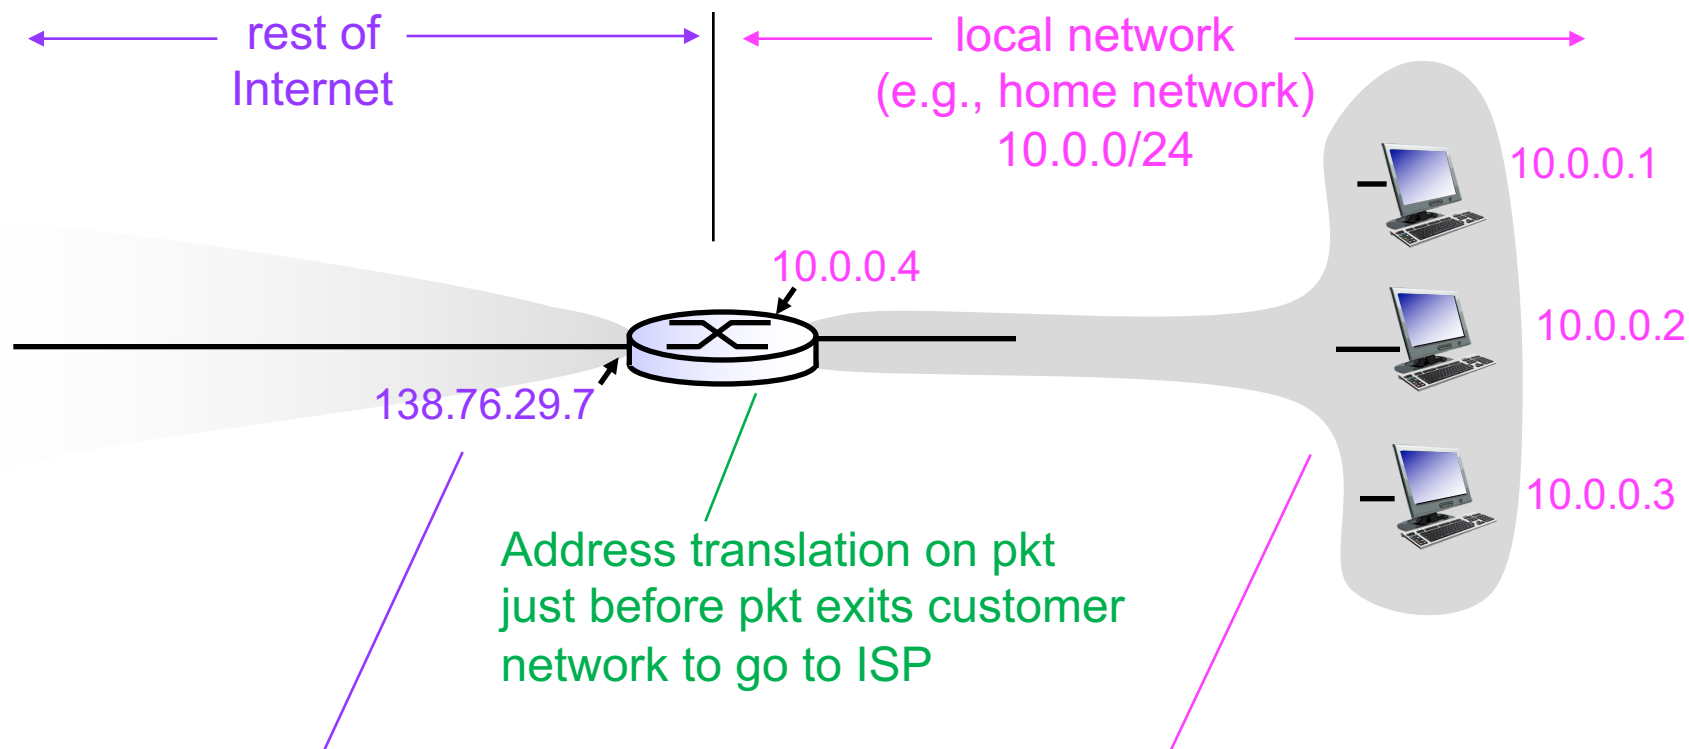 rest of
Internet
local network
(e.g., home network)
10.0.0/24
10.0.0.1
10.0.0.4
10.0.0.2
138.76.29.7
10.0.0.3
Address translation on pkt
just before pkt exits customer
network to go to ISP